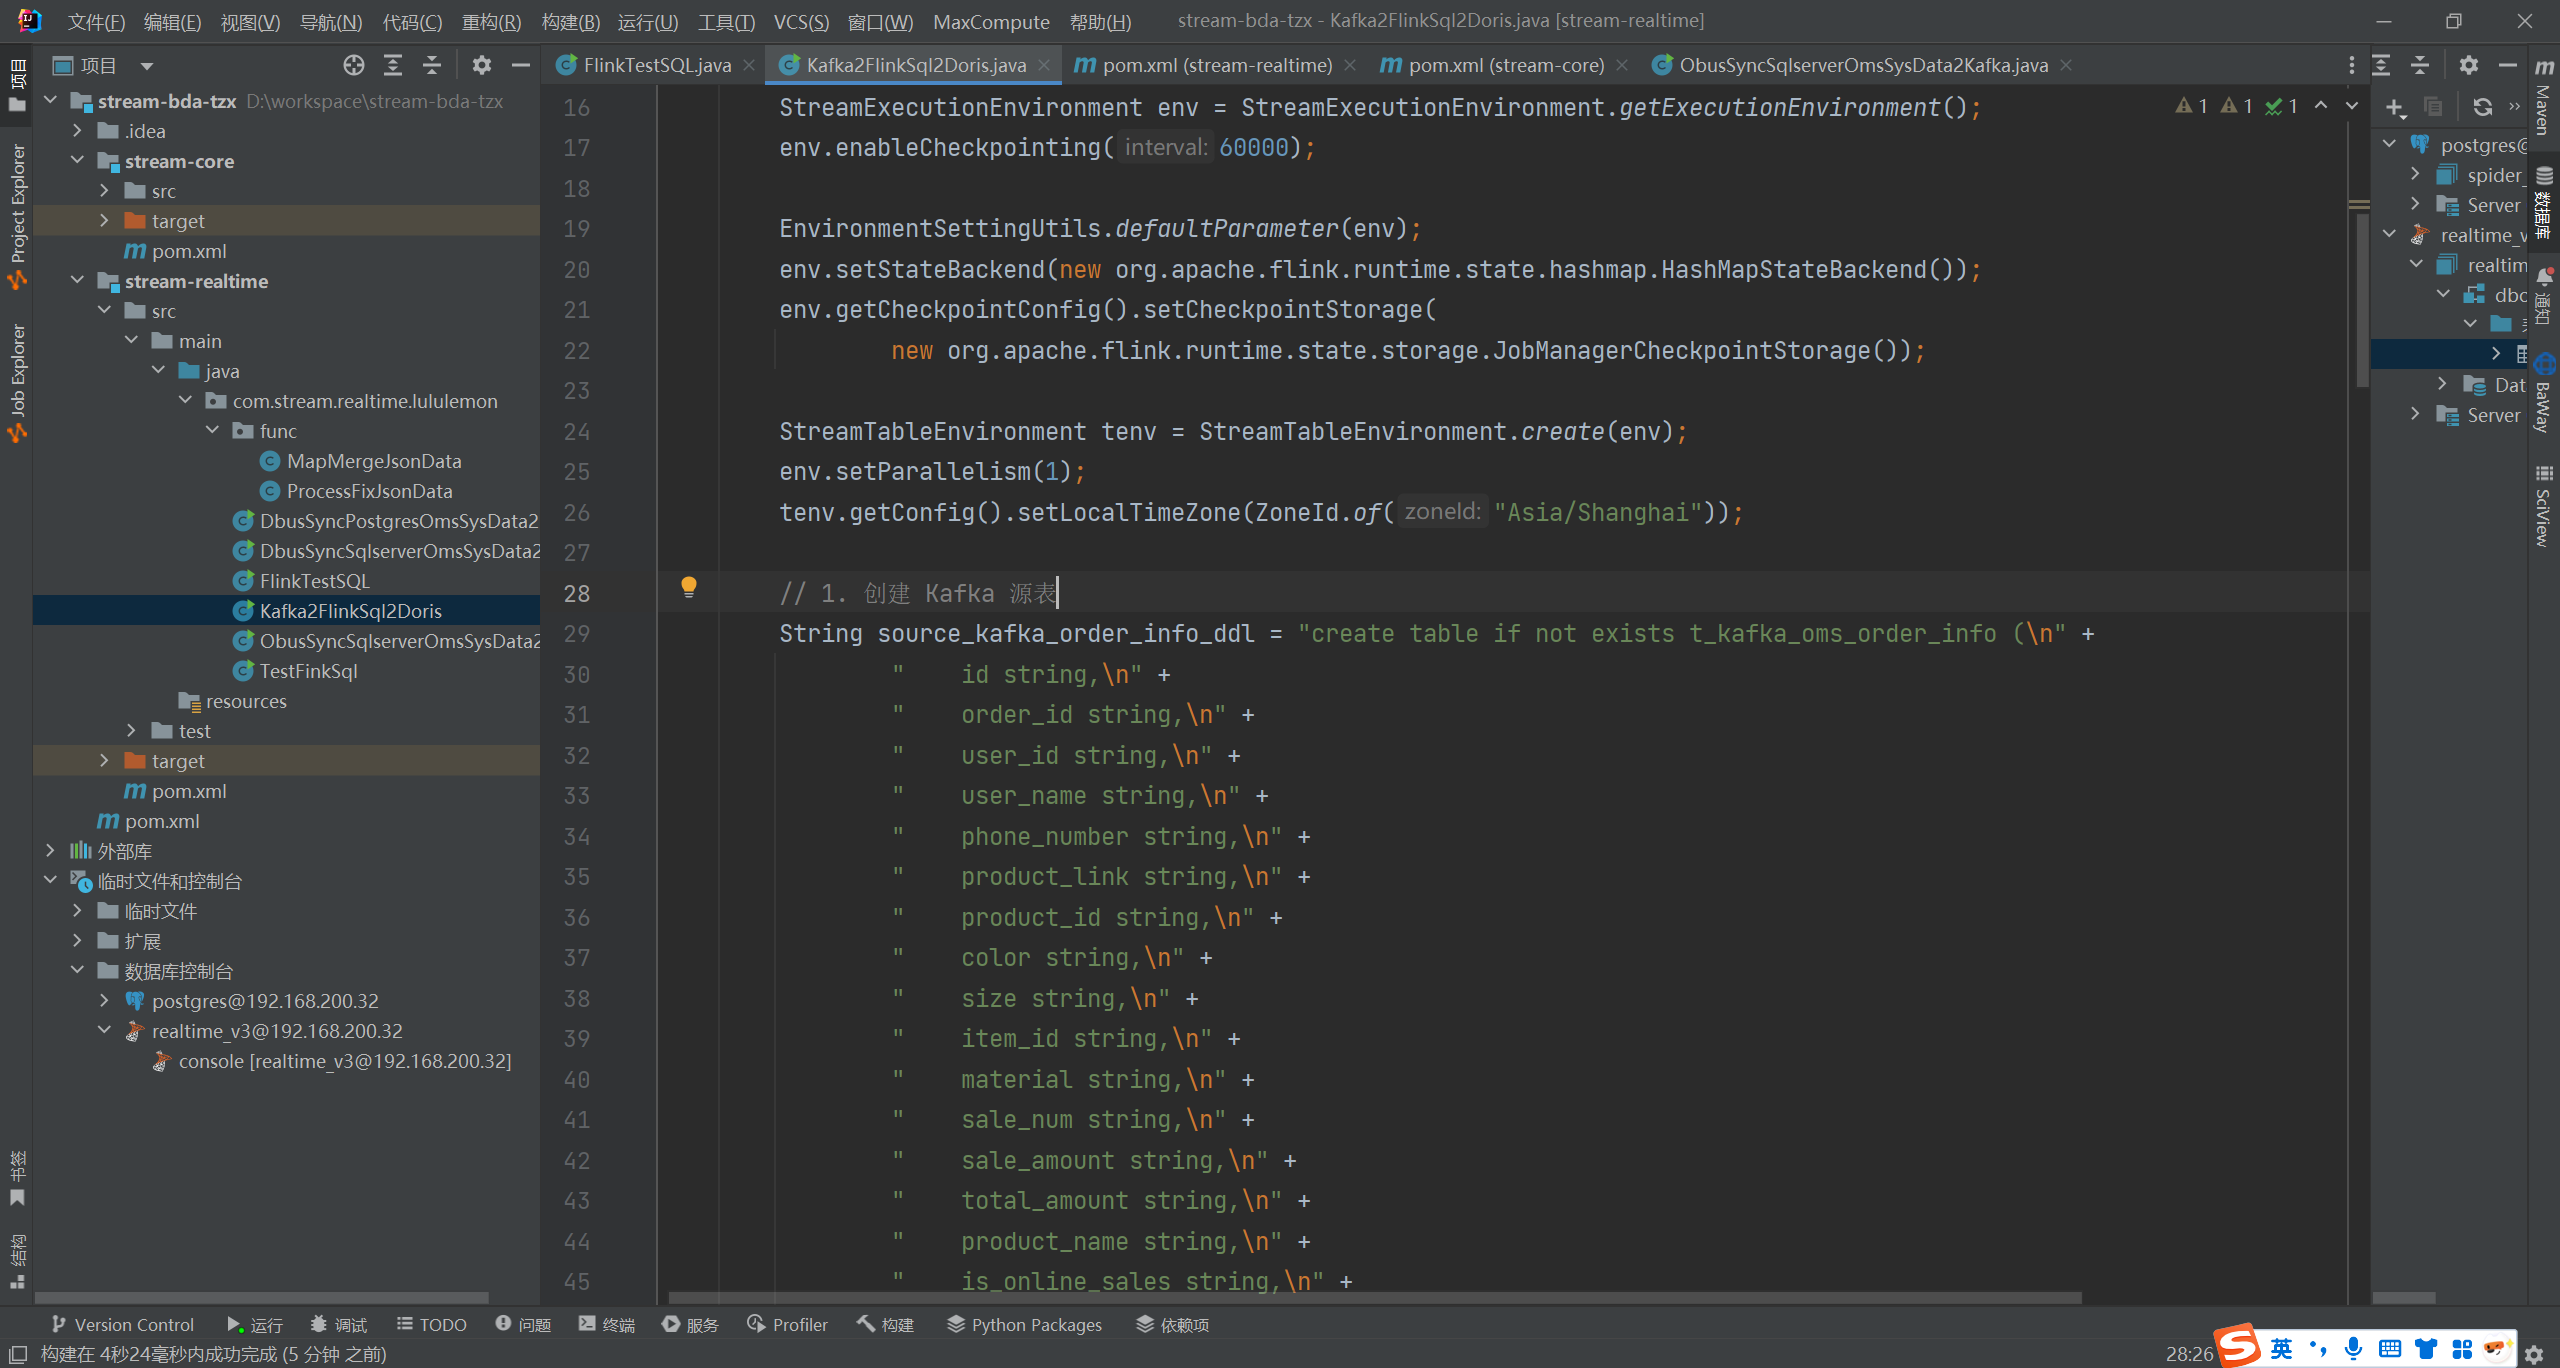 文件(F) 编辑(E) 视图(V) 导航(N) 代码(C) 重构(R) 构建(B) 运行(U) 工具(T) VCS(S) 窗口(W) MaxCompute 帮助(H) stream-bda-tzx - Kafka2FlinkSql2Doris.java [stream-realtime]
项目
FlinkTestSQL.java Kafka2FlinkSql2Doris.java pom.xml (stream-realtime) pom.xml (stream-core) ObusSyncSqlserverOmsSysData2Kafka.java
项目
Project Explorer
Job Explorer
书签
结构
stream-bda-tzx D:\workspace\stream-bda-tzx
.idea
stream-core
src
target
pom.xml
stream-realtime
src
main
java
com.stream.realtime.lululemon
func
MapMergeJsonData
ProcessFixJsonData
DbusSyncPostgresOmsSysData2
DbusSyncSqlserverOmsSysData2
FlinkTestSQL
Kafka2FlinkSql2Doris
ObusSyncSqlserverOmsSysData2
TestFinkSql
resources
test
target
pom.xml
pom.xml
外部库
临时文件和控制台
临时文件
扩展
数据库控制台
postgres@192.168.200.32
realtime_v3@192.168.200.32
console [realtime_v3@192.168.200.32]
16 StreamExecutionEnvironment env = StreamExecutionEnvironment.getExecutionEnvironment();
1 1 1
17 env.enableCheckpointing( interval: 60000);
18
19 EnvironmentSettingUtils.defaultParameter(env);
20 env.setStateBackend(new org.apache.flink.runtime.state.hashmap.HashMapStateBackend());
21 env.getCheckpointConfig().setCheckpointStorage(
22 new org.apache.flink.runtime.state.storage.JobManagerCheckpointStorage());
23
24 StreamTableEnvironment tenv = StreamTableEnvironment.create(env);
25 env.setParallelism(1);
26 tenv.getConfig().setLocalTimeZone(ZoneId.of( zoneId: "Asia/Shanghai"));
27
28 // 1. 创建 Kafka 源表
29 String source_kafka_order_info_ddl = "create table if not exists t_kafka_oms_order_info (\n" +
30 "    id string,\n" +
31 "    order_id string,\n" +
32 "    user_id string,\n" +
33 "    user_name string,\n" +
34 "    phone_number string,\n" +
35 "    product_link string,\n" +
36 "    product_id string,\n" +
37 "    color string,\n" +
38 "    size string,\n" +
39 "    item_id string,\n" +
40 "    material string,\n" +
41 "    sale_num string,\n" +
42 "    sale_amount string,\n" +
43 "    total_amount string,\n" +
44 "    product_name string,\n" +
45 "    is_online_sales string,\n" +
postgres@
spider_
Server
realtime_v
realtim
dbo
Dat
Server
Maven
数据库
通知
BaWay
SciView
Version Control 运行 调试 TODO 问题 终端 服务 Profiler 构建 Python Packages 依赖项
构建在 4秒24毫秒内成功完成 (5 分钟 之前)
28:26
英